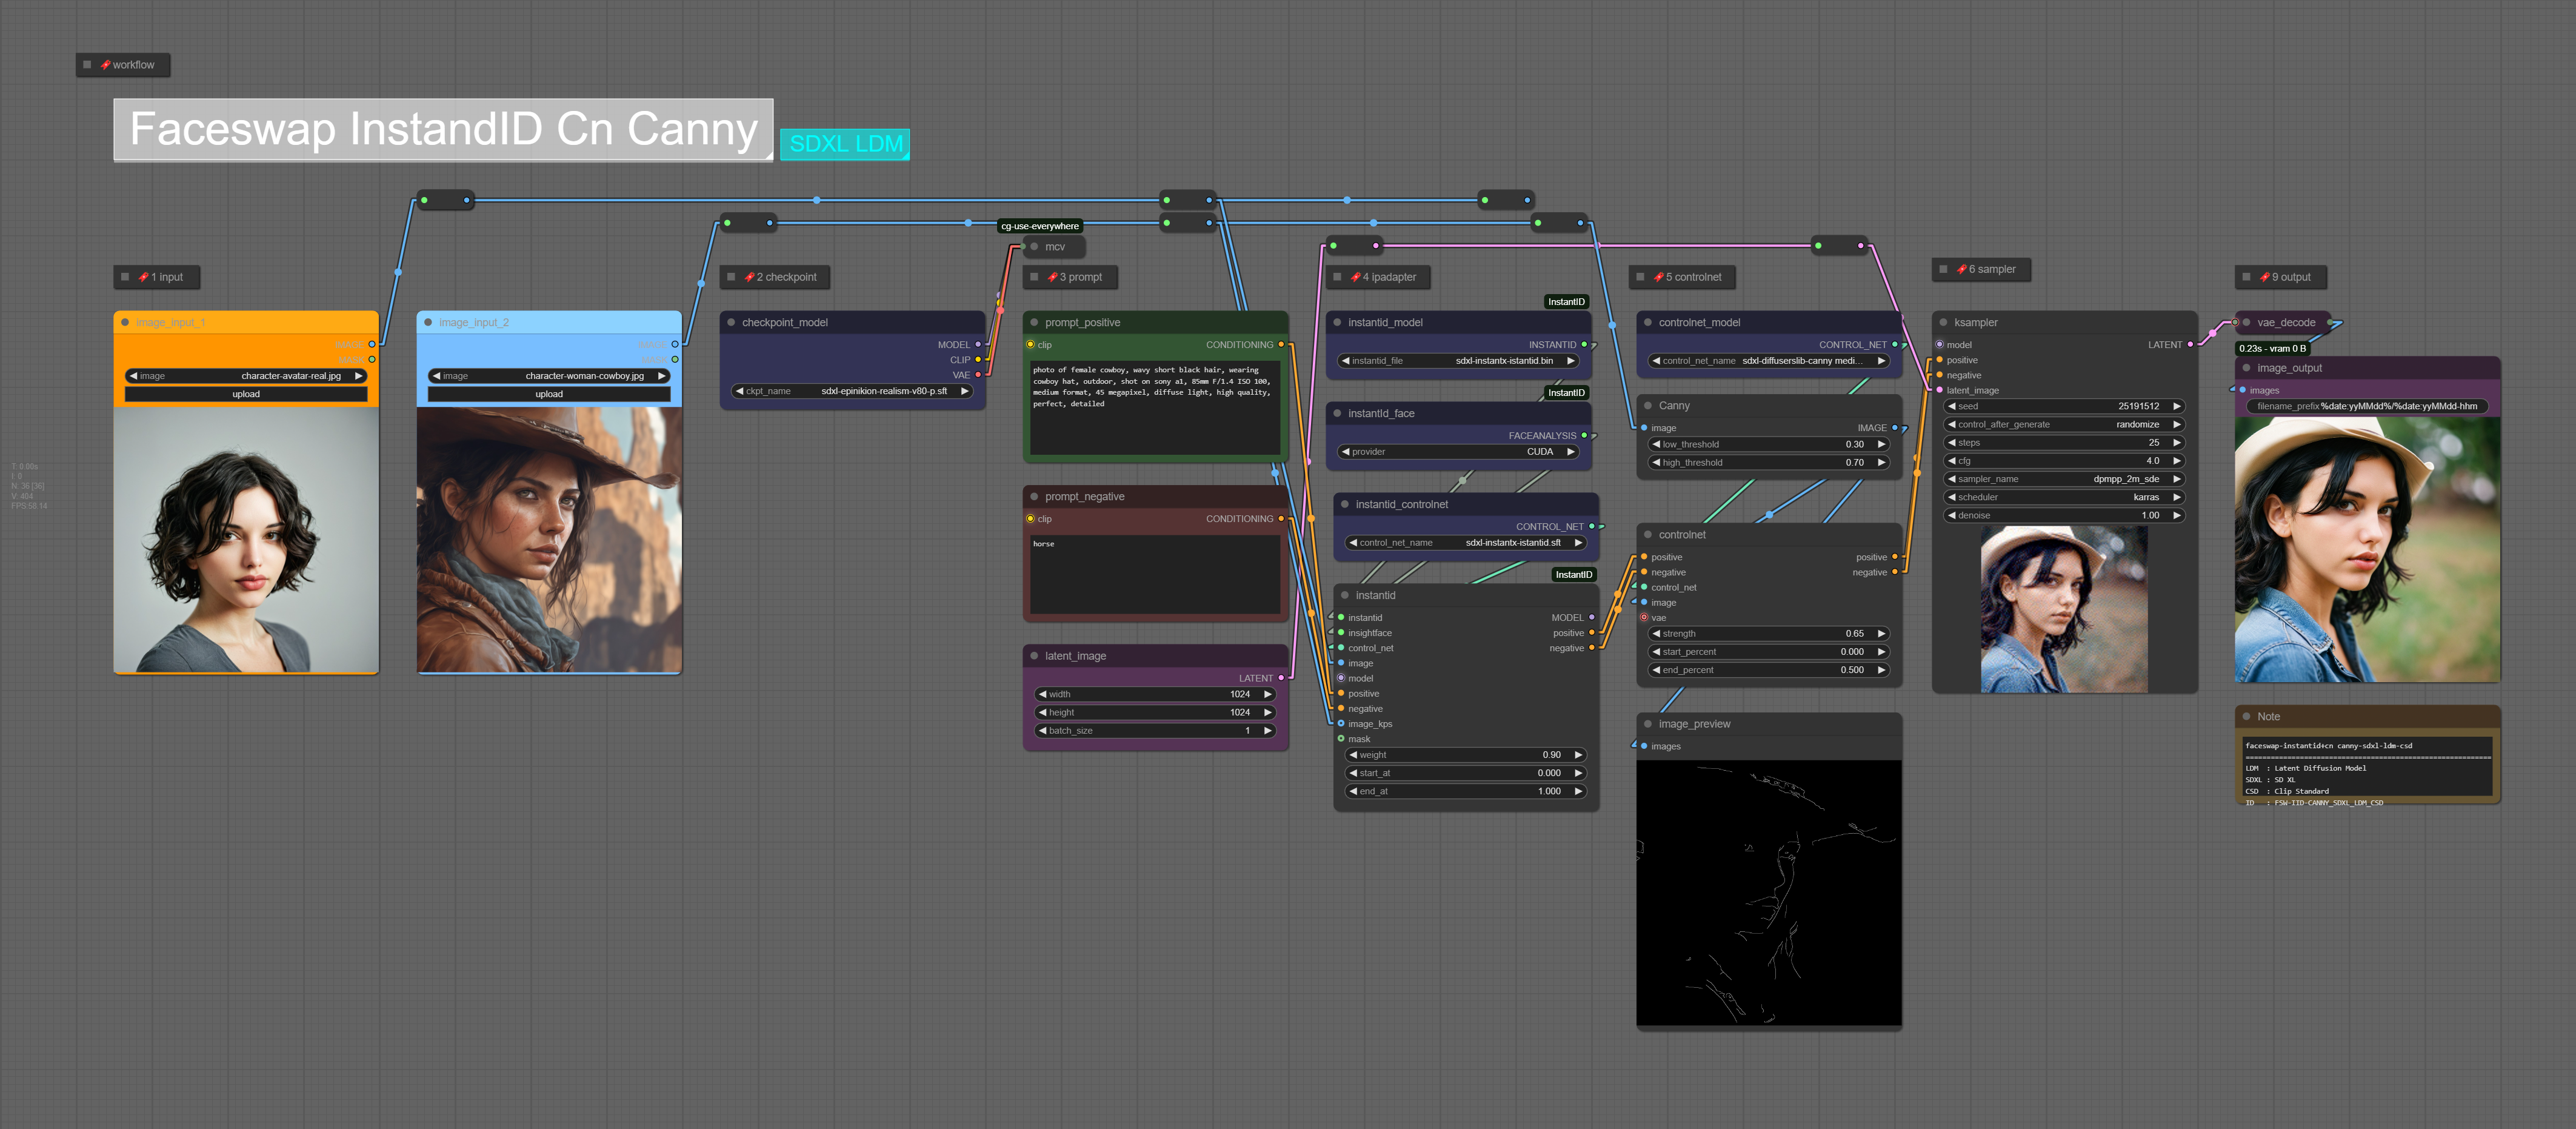 workflow
Faceswap InstandID Cn Canny
SDXL LDM
cg-use-everywhere
mcv
1 input
2 checkpoint
3 prompt
4 ipadapter
5 controlnet
6 sampler
9 output
image_input_1
IMAGE
MASK
image character-avatar-real.jpg
upload
image_input_2
IMAGE
MASK
image character-woman-cowboy.jpg
upload
checkpoint_model
MODEL
CLIP
VAE
ckpt_name sdxl-epinikion-realism-v80-p.sft
prompt_positive
clip CONDITIONING
photo of female cowboy, wavy short black hair, wearing
cowboy hat, outdoor, shot on sony a1, 85mm F/1.4 ISO 100,
medium format, 45 megapixel, diffuse light, high quality,
perfect, detailed
prompt_negative
clip CONDITIONING
horse
latent_image
LATENT
width 1024
height 1024
batch_size 1
InstantID
instantid_model
INSTANTID
instantid_file sdxl-instantx-istantid.bin
InstantID
instantId_face
FACEANALYSIS
provider CUDA
instantid_controlnet
CONTROL_NET
control_net_name sdxl-instantx-istantid.sft
InstantID
instantid
instantid MODEL
insightface positive
control_net negative
image
model
positive
negative
image_kps
mask
weight 0.90
start_at 0.000
end_at 1.000
controlnet_model
CONTROL_NET
control_net_name sdxl-diffuserslib-canny medi...
Canny
image IMAGE
low_threshold 0.30
high_threshold 0.70
controlnet
positive positive
negative negative
control_net
image
vae
strength 0.65
start_percent 0.000
end_percent 0.500
image_preview
images
ksampler
model LATENT
positive
negative
latent_image
seed 25191512
control_after_generate randomize
steps 25
cfg 4.0
sampler_name dpmpp_2m_sde
scheduler karras
denoise 1.00
vae_decode
0.23s - vram 0 B
image_output
images
filename_prefix %date:yyMMdd%/%date:yyMMdd-hhm
Note
faceswap-instantid+cn canny-sdxl-ldm-csd
LDM : Latent Diffusion Model
SDXL : SD XL
CSD : Clip Standard
ID : FSW-IID-CANNY_SDXL_LDM_CSD
T: 0.06s
I: 0
N: 36 [36]
V: 404
FPS:58.14